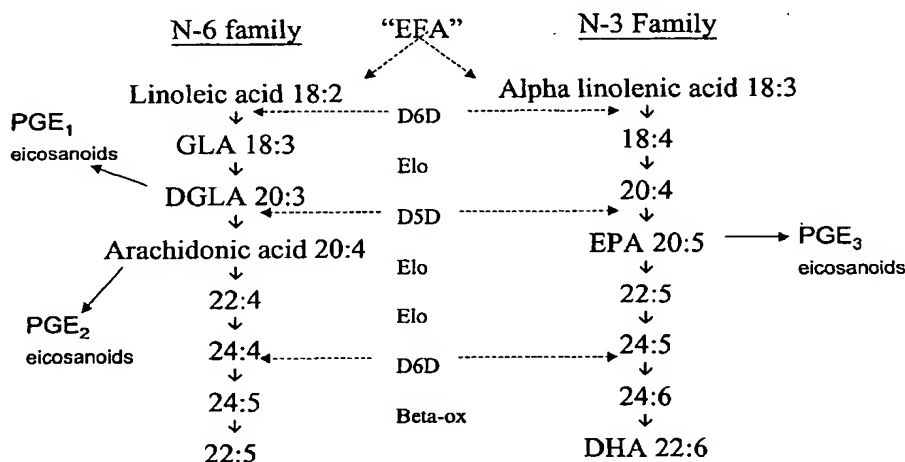 N-6 family "EFA" N-3 Family
Linoleic acid 18:2 Alpha linolenic acid 18:3
D6D
PGE₁ GLA 18:3 18:4
eicosanoids Elo
DGLA 20:3 20:4
D5D
Arachidonic acid 20:4 EPA 20:5 PGE₃
Elo eicosanoids
22:4 22:5
PGE₂ Elo
eicosanoids 24:4 24:5
D6D
24:5 24:6
Beta-ox
22:5 DHA 22:6